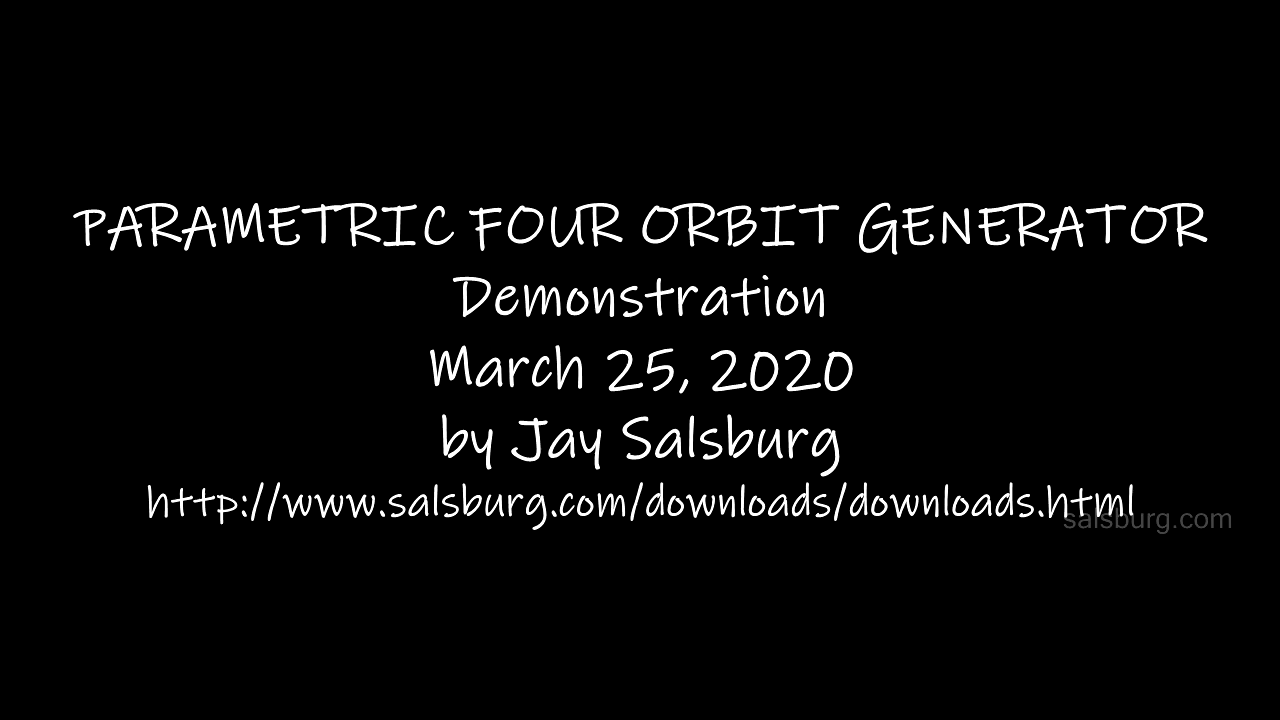 PARAMETRIC FOUR ORBIT GENERATOR
Demonstration
March 25, 2020
by Jay Salsburg
http://www.salsburg.com/downloads/downloads.html
salsburg.com